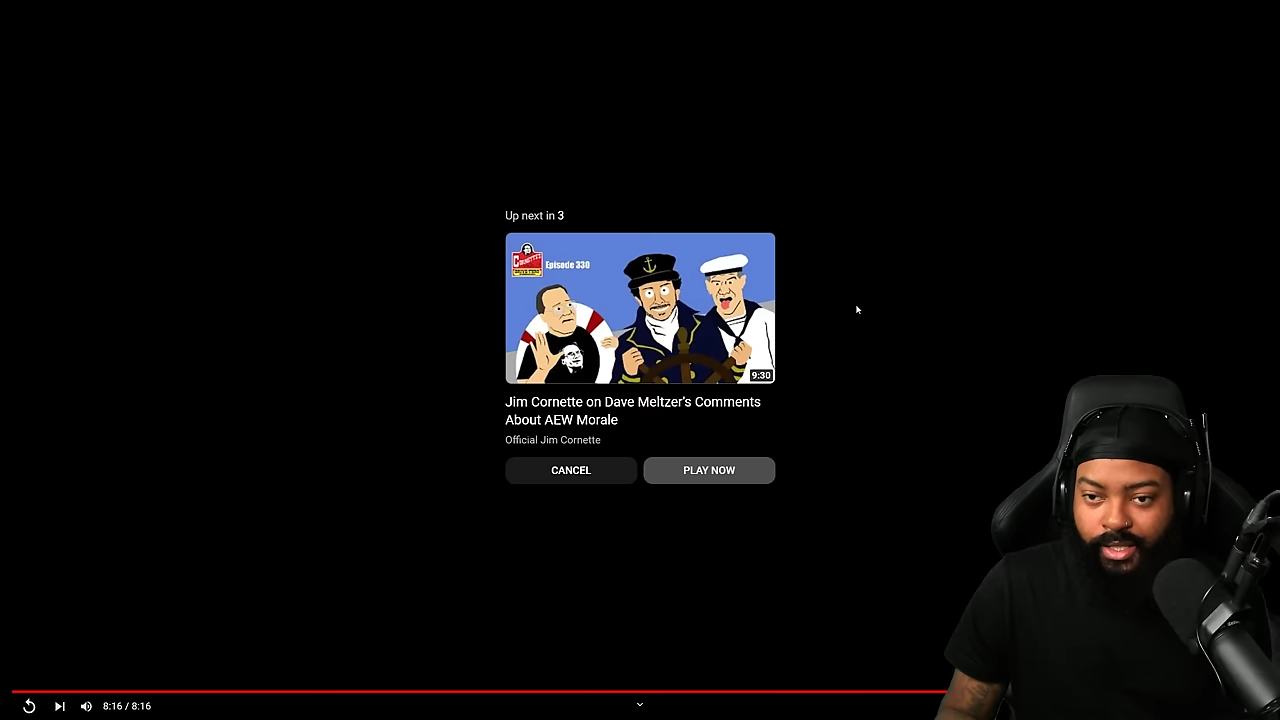 Up next in 3
CORNETTE'S
Episode 330
9:30
Jim Cornette on Dave Meltzer's Comments
About AEW Morale
Official Jim Cornette
CANCEL
PLAY NOW
8:16 / 8:16